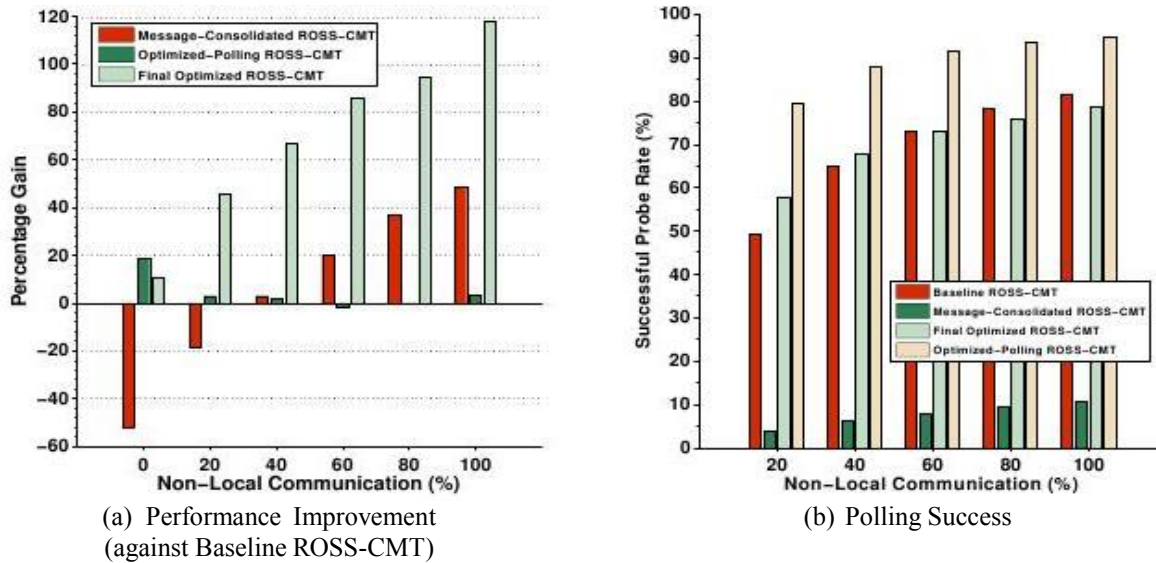 120
100
80
60
40
20
0
−20
−40
−60
Percentage Gain
Message−Consolidated ROSS−CMT
Optimized−Polling ROSS−CMT
Final Optimized ROSS−CMT
0 20 40 60 80 100
Non−Local Communication (%)
(a) Performance Improvement
(against Baseline ROSS-CMT)
100
90
80
70
60
50
40
30
20
10
0
Successful Probe Rate (%)
Baseline ROSS−CMT
Message−Consolidated ROSS−CMT
Final Optimized ROSS−CMT
Optimized−Polling ROSS−CMT
20 40 60 80 100
Non−Local Communication (%)
(b) Polling Success